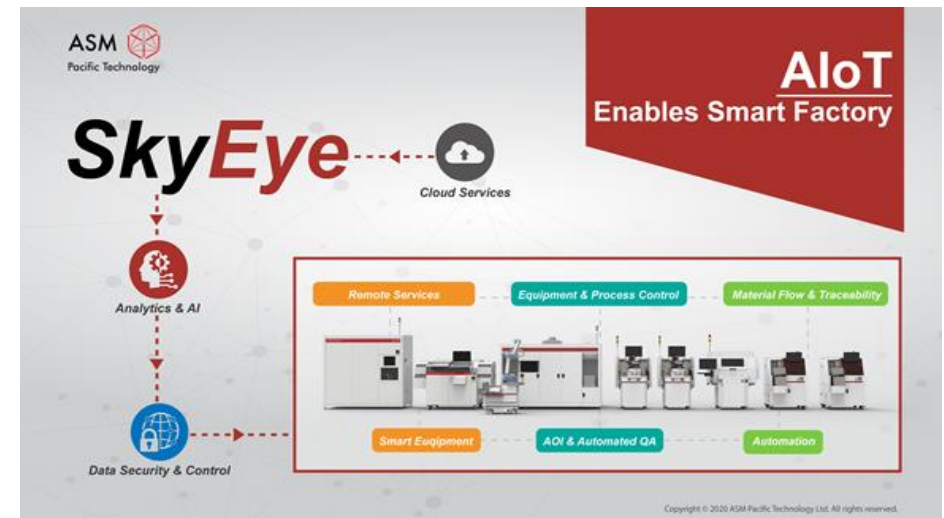 ASM
Pacific Technology
AIoT
Enables Smart Factory
SkyEye
Cloud Services
Analytics & AI
Remote Services
Equipment & Process Control
Material Flow & Traceability
Smart Euqipment
AOI & Automated QA
Automation
Data Security & Control
Copyright © 2020 ASM Pacific Technology Ltd. All rights reserved.